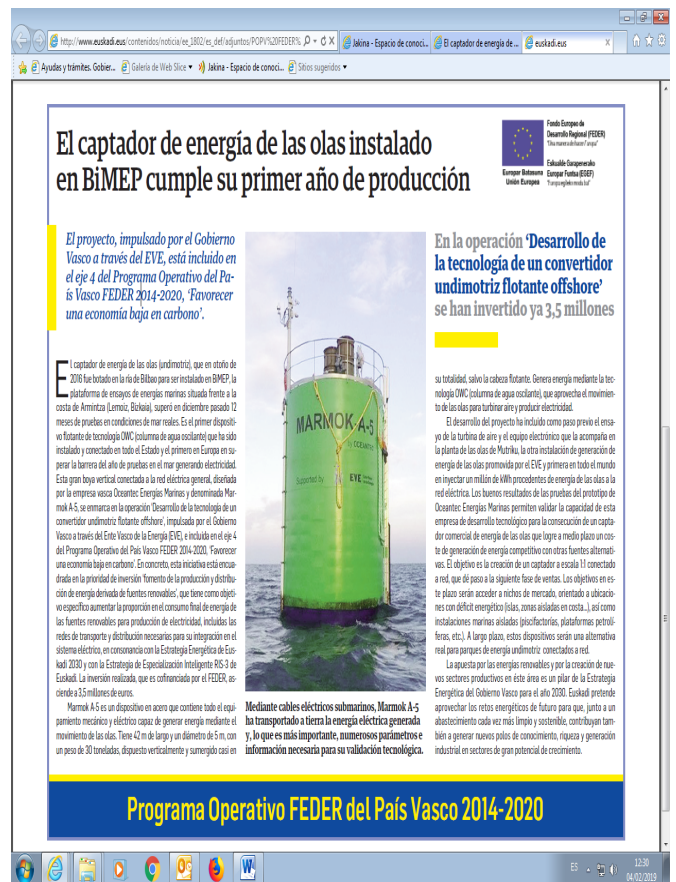 http://www.euskadi.eus/contenidos/noticia/ee_1802/es_def/adjuntos/POPV%20FEDER%
Jakina - Espacio de conoci...
El captador de energía de ...
euskadi.eus
Ayudas y trámites. Gobier...
Galería de Web Slice
Jakina - Espacio de conoci...
Sitios sugeridos
El captador de energía de las olas instalado
en BiMEP cumple su primer año de producción
Europar Batasuna
Unión Europea
Fondo Europeo de
Desarrollo Regional (FEDER)
"Una manera de hacer Europa"
Eskualde Garapenerako
Europar Funtsa (EGEF)
"Europa egiteko modu bat"
El proyecto, impulsado por el Gobierno
Vasco a través del EVE, está incluido en
el eje 4 del Programa Operativo del Pa-
ís Vasco FEDER 2014-2020, ‘Favorecer
una economía baja en carbono’.
El captador de energía de las olas (undimotriz), que en otoño de
2016 fue botado en la ría de Bilbao para ser instalado en BiMEP, la
plataforma de ensayos de energías marinas situada frente a la
costa de Armintza (Lemoiz, Bizkaia), superó en diciembre pasado 12
meses de pruebas en condiciones de mar reales. Es el primer dispositi-
vo flotante de tecnología OWC (columna de agua oscilante) que ha sido
instalado y conectado en todo el Estado y el primero en Europa en su-
perar la barrera del año de pruebas en el mar generando electricidad.
Esta gran boya vertical conectada a la red eléctrica general, diseñada
por la empresa vasca Oceantec Energías Marinas y denominada Mar-
mok A-5, se enmarca en la operación ‘Desarrollo de la tecnología de un
convertidor undimotriz flotante offshore’, impulsada por el Gobierno
Vasco a través del Ente Vasco de la Energía (EVE), e incluida en el eje 4
del Programa Operativo del País Vasco FEDER 2014-2020, ‘Favorecer
una economía baja en carbono’. En concreto, esta iniciativa está encua-
drada en la prioridad de inversión ‘fomento de la producción y distribu-
ción de energía derivada de fuentes renovables’, que tiene como objeti-
vo específico aumentar la proporción en el consumo final de energía de
las fuentes renovables para producción de electricidad, incluidas las
redes de transporte y distribución necesarias para su integración en el
sistema eléctrico, en consonancia con la Estrategia Energética de Eus-
kadi 2030 y con la Estrategia de Especialización Inteligente RIS-3 de
Euskadi. La inversión realizada, que es cofinanciada por el FEDER, as-
ciende a 3,5 millones de euros.
Marmok A-5 es un dispositivo en acero que contiene todo el equi-
pamiento mecánico y eléctrico capaz de generar energía mediante el
movimiento de las olas. Tiene 42 m de largo y un diámetro de 5 m, con
un peso de 30 toneladas, dispuesto verticalmente y sumergido casi en
MARMOK A-5
by OCEANTEC
Supported by EVE
Mediante cables eléctricos submarinos, Marmok A-5
ha transportado a tierra la energía eléctrica generada
y, lo que es más importante, numerosos parámetros e
información necesaria para su validación tecnológica.
En la operación ‘Desarrollo de
la tecnología de un convertidor
undimotriz flotante offshore’
se han invertido ya 3,5 millones
su totalidad, salvo la cabeza flotante. Genera energía mediante la tec-
nología OWC (columna de agua oscilante), que aprovecha el movimien-
to de las olas para turbinar aire y producir electricidad.
El desarrollo del proyecto ha incluido como paso previo el ensa-
yo de la turbina de aire y el equipo electrónico que la acompaña en
la planta de las olas de Mutriku, la otra instalación de generación de
energía de las olas promovida por el EVE y primera en todo el mundo
en inyectar un millón de kWh procedentes de energía de las olas a la
red eléctrica. Los buenos resultados de las pruebas del prototipo de
Oceantec Energías Marinas permiten validar la capacidad de esta
empresa de desarrollo tecnológico para la consecución de un capta-
dor comercial de energía de las olas que logre a medio plazo un cos-
te de generación de energía competitivo con otras fuentes alternati-
vas. El objetivo es la creación de un captador a escala 1:1 conectado
a red, que dé paso a la siguiente fase de ventas. Los objetivos en es-
te plazo serán acceder a nichos de mercado, orientado a ubicacio-
nes con déficit energético (islas, zonas aisladas en costa...), así como
instalaciones marinas aisladas (piscifactorías, plataformas petrolí-
feras, etc.). A largo plazo, estos dispositivos serán una alternativa
real para parques de energía undimotriz conectados a red.
La apuesta por las energías renovables y por la creación de nue-
vos sectores productivos en éste área es un pilar de la Estrategia
Energética del Gobierno Vasco para el año 2030. Euskadi pretende
aprovechar los retos energéticos de futuro para que, junto a un
abastecimiento cada vez más limpio y sostenible, contribuyan tam-
bién a generar nuevos polos de conocimiento, riqueza y generación
industrial en sectores de gran potencial de crecimiento.
Programa Operativo FEDER del País Vasco 2014-2020
ES
12:30
04/02/2019